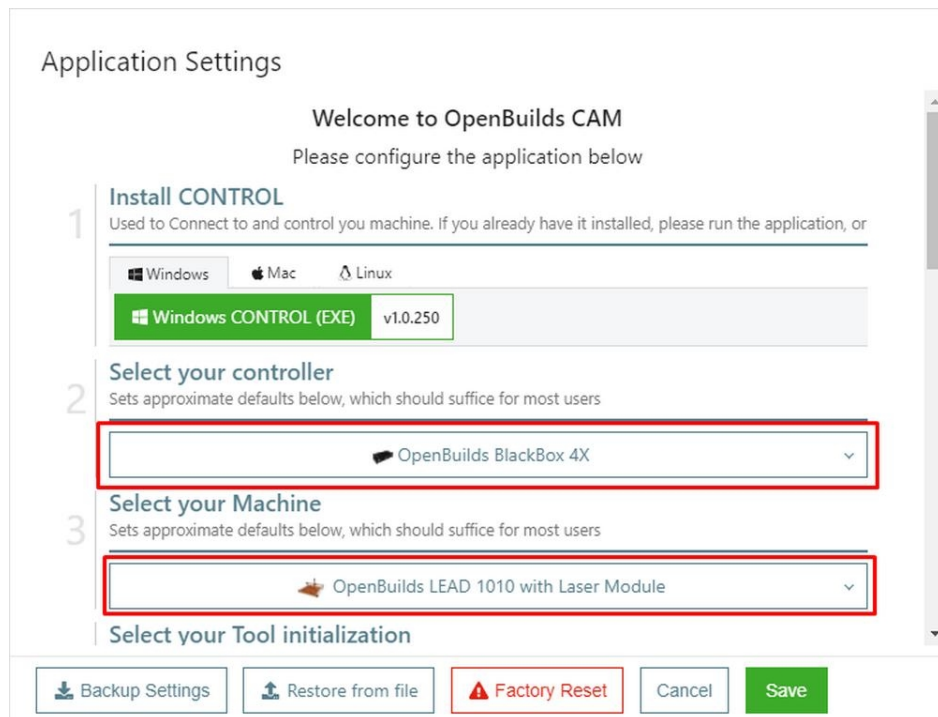 Application Settings
Welcome to OpenBuilds CAM
Please configure the application below
1
Install CONTROL
Used to Connect to and control you machine. If you already have it installed, please run the application, or
Windows Mac Linux
Windows CONTROL (EXE) v1.0.250
2
Select your controller
Sets approximate defaults below, which should suffice for most users
OpenBuilds BlackBox 4X
3
Select your Machine
Sets approximate defaults below, which should suffice for most users
OpenBuilds LEAD 1010 with Laser Module
Select your Tool initialization
Backup Settings Restore from file Factory Reset Cancel Save